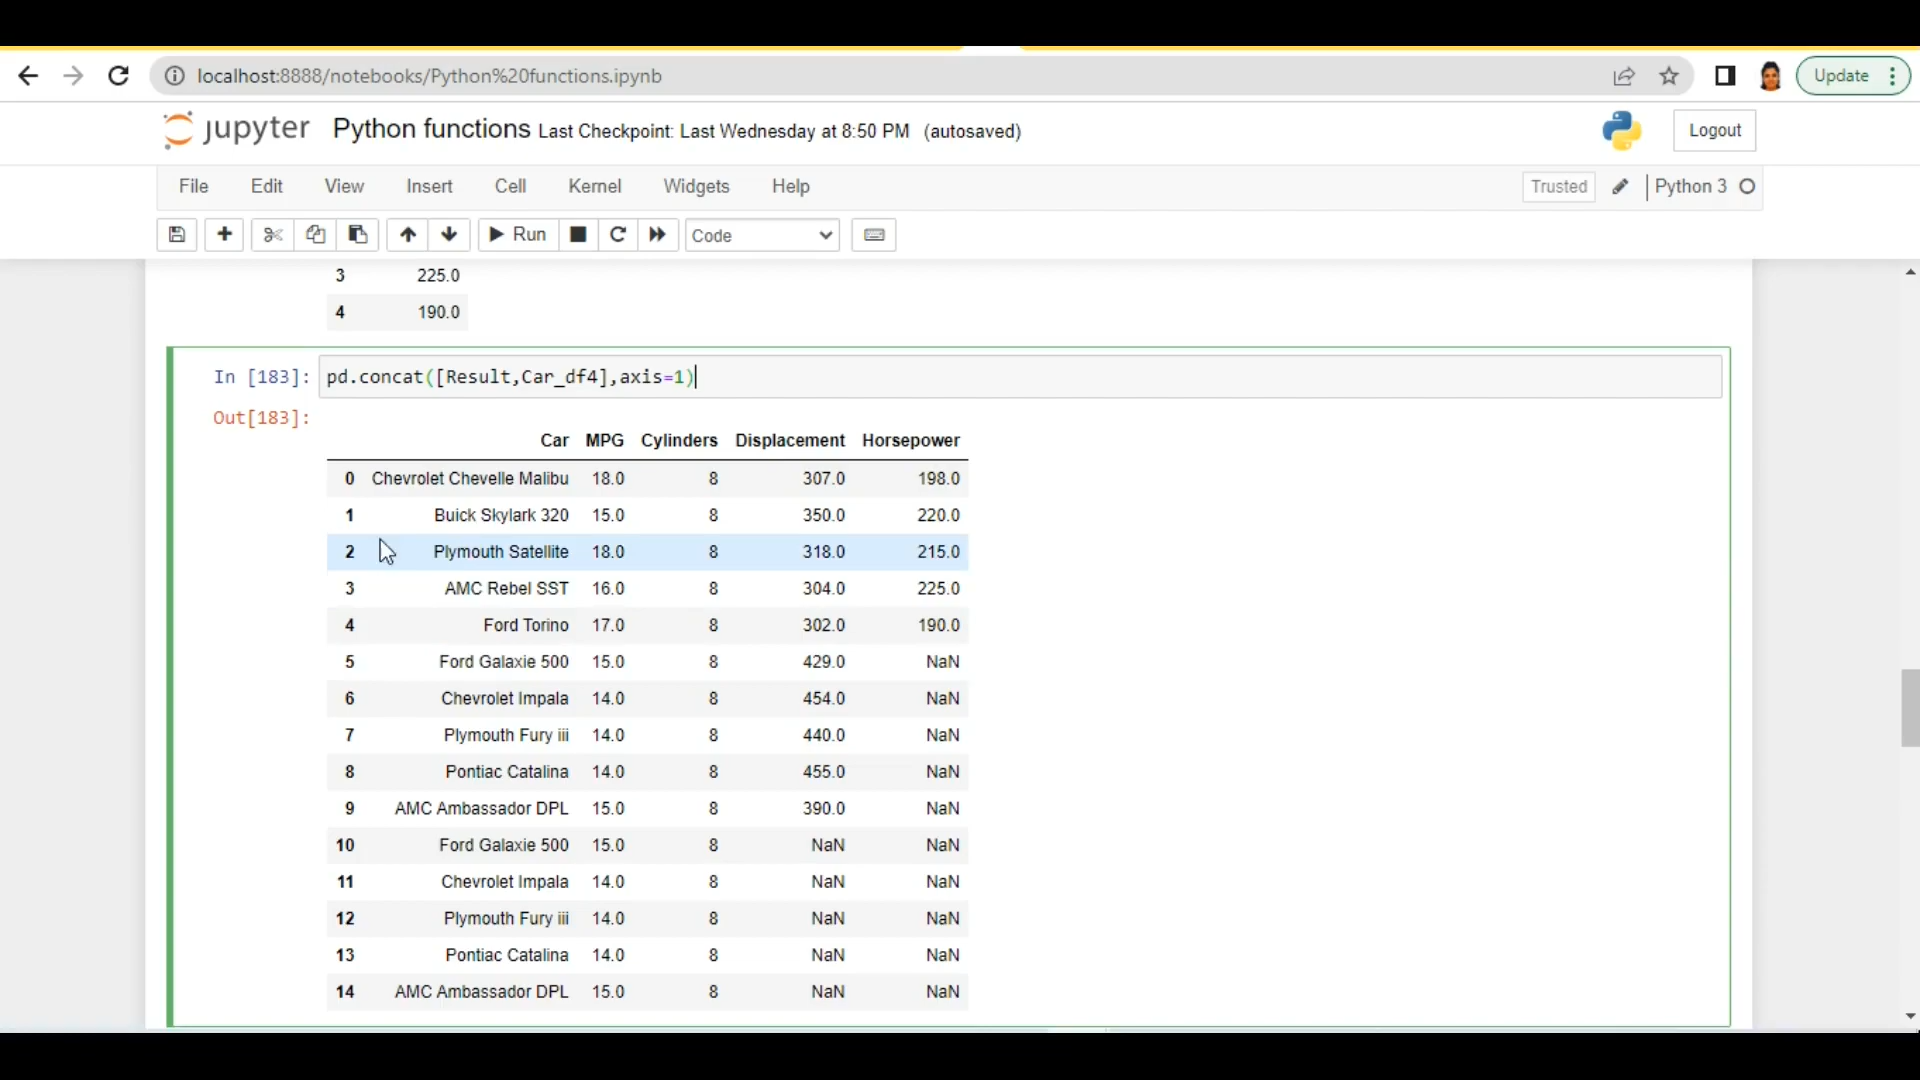 localhost:8888/notebooks/Python%20functions.ipynb
Update
jupyter Python functions Last Checkpoint: Last Wednesday at 8:50 PM (autosaved)
Logout
File Edit View Insert Cell Kernel Widgets Help
Trusted Python 3
Run Code
3 225.0
4 190.0
In [183]: pd.concat([Result,Car_df4],axis=1)
Out[183]:
Car MPG Cylinders Displacement Horsepower
0 Chevrolet Chevelle Malibu 18.0 8 307.0 198.0
1 Buick Skylark 320 15.0 8 350.0 220.0
2 Plymouth Satellite 18.0 8 318.0 215.0
3 AMC Rebel SST 16.0 8 304.0 225.0
4 Ford Torino 17.0 8 302.0 190.0
5 Ford Galaxie 500 15.0 8 429.0 NaN
6 Chevrolet Impala 14.0 8 454.0 NaN
7 Plymouth Fury iii 14.0 8 440.0 NaN
8 Pontiac Catalina 14.0 8 455.0 NaN
9 AMC Ambassador DPL 15.0 8 390.0 NaN
10 Ford Galaxie 500 15.0 8 NaN NaN
11 Chevrolet Impala 14.0 8 NaN NaN
12 Plymouth Fury iii 14.0 8 NaN NaN
13 Pontiac Catalina 14.0 8 NaN NaN
14 AMC Ambassador DPL 15.0 8 NaN NaN